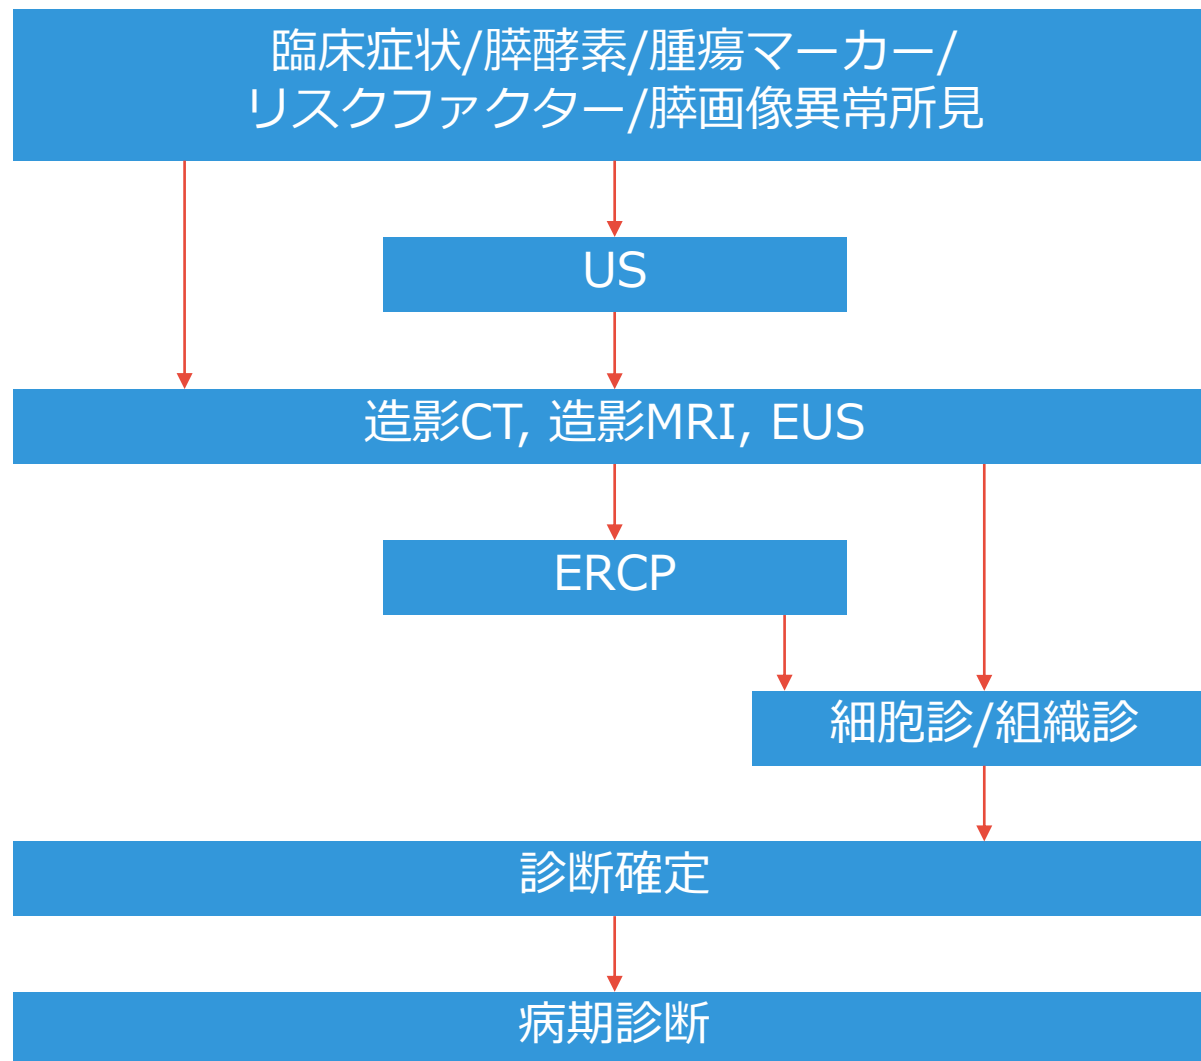 臨床症状/膵酵素/腫瘍マーカー/
リスクファクター/膵画像異常所見
US
造影CT, 造影MRI, EUS
ERCP
細胞診/組織診
診断確定
病期診断